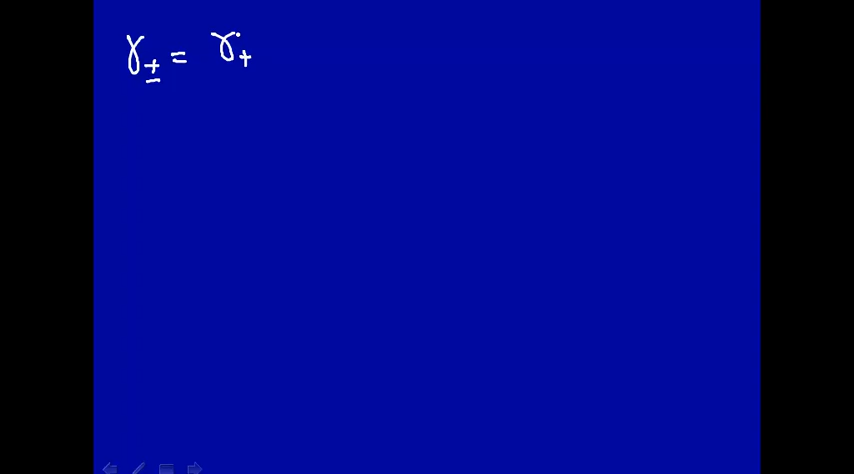 γ± = γ+